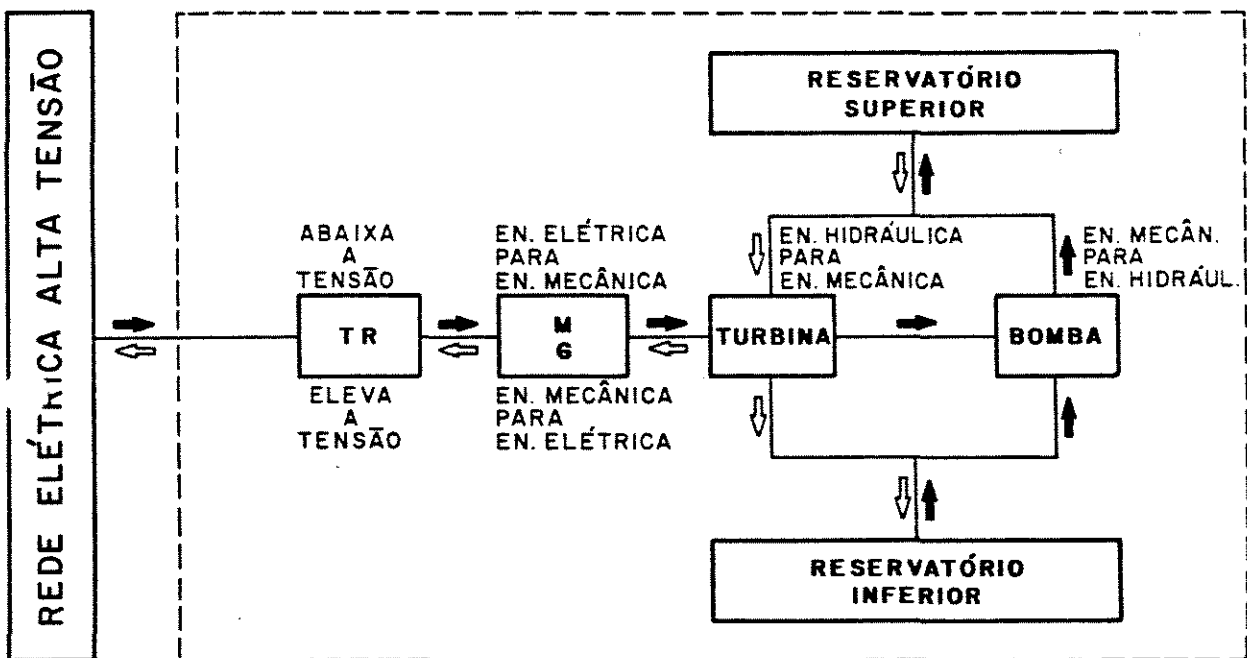 REDE ELÉTRICA ALTA TENSÃO
RESERVATÓRIO
SUPERIOR
ABAIXA
A
TENSÃO
EN. ELÉTRICA
PARA
EN. MECÂNICA
EN. HIDRÁULICA
PARA
EN. MECÂNICA
EN. MECÂN.
PARA
EN. HIDRÁUL.
TR
M
G
TURBINA
BOMBA
ELEVA
A
TENSÃO
EN. MECÂNICA
PARA
EN. ELÉTRICA
RESERVATÓRIO
INFERIOR